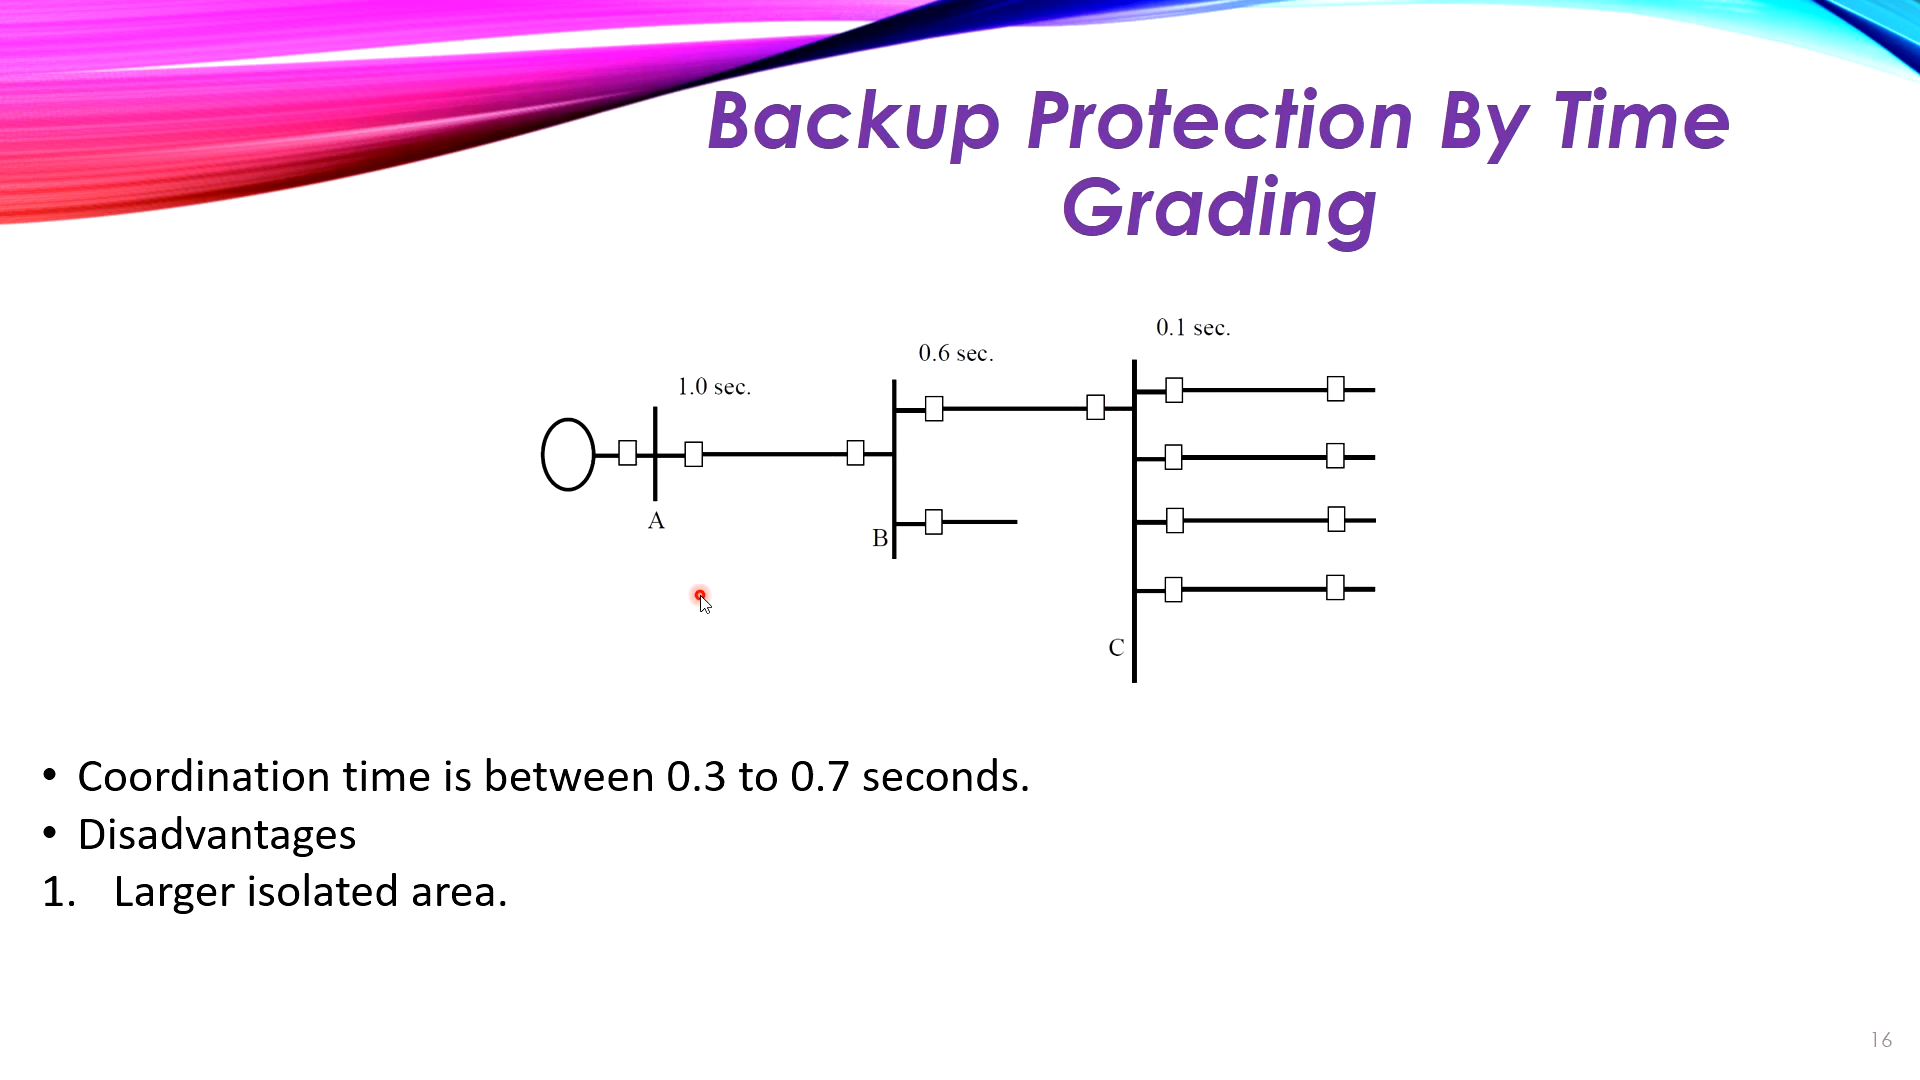 Backup Protection By Time
Grading
0.1 sec.
0.6 sec.
1.0 sec.
A
B
C
• Coordination time is between 0.3 to 0.7 seconds.
• Disadvantages
1. Larger isolated area.
16